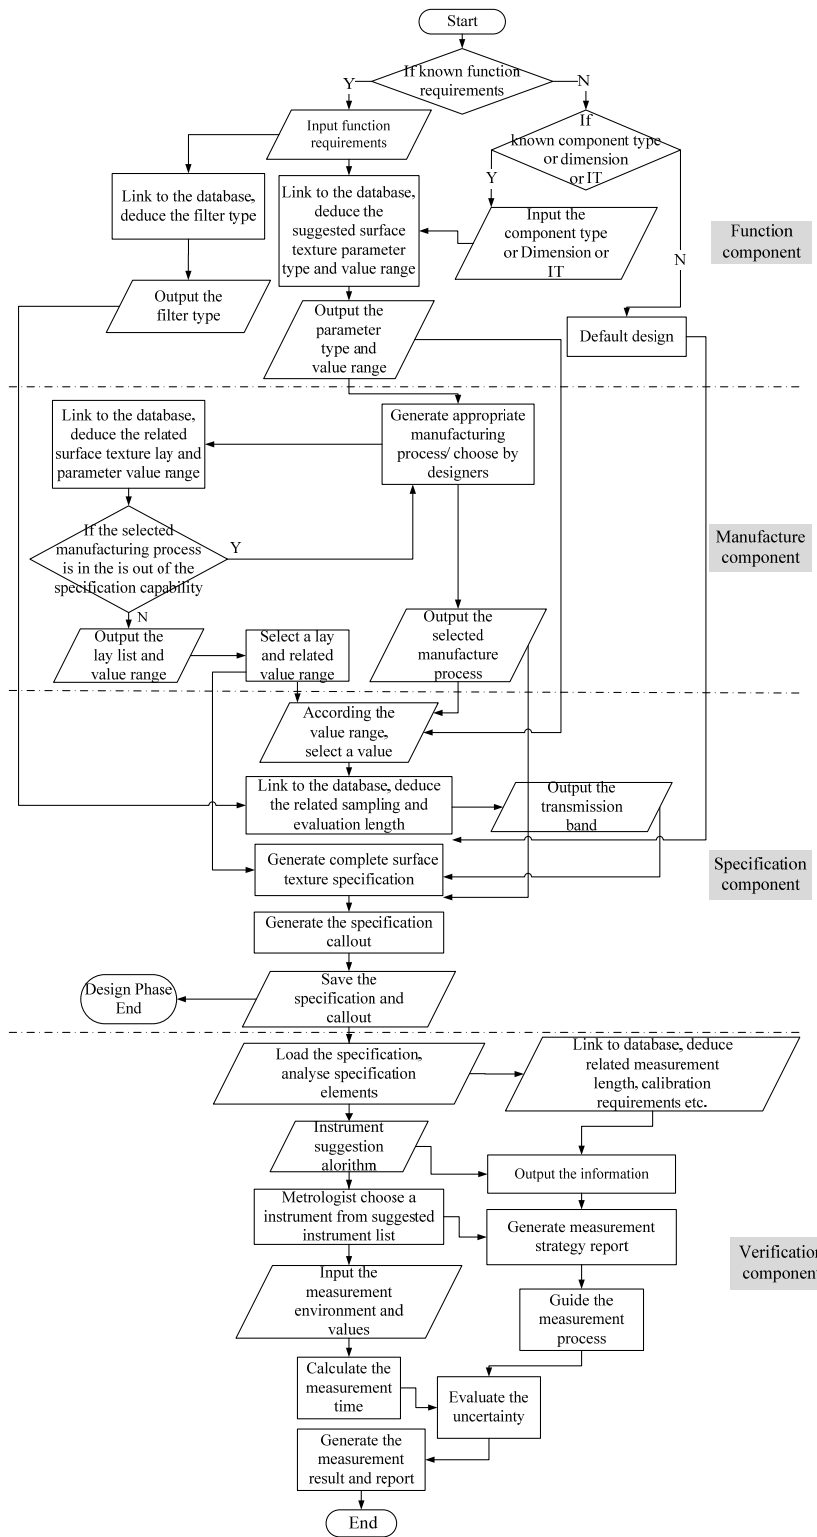 Start
If known function
requirements
Y
N
Input function
requirements
If
known component type
or dimension
or IT
Link to the database,
deduce the filter type
Link to the database,
deduce the
suggested surface
texture parameter
type and value range
Y
Input the
component type
or Dimension or
IT
N
Function
component
Output the
filter type
Output the
parameter
type and
value range
Default design
Link to the database,
deduce the related
surface texture lay and
parameter value range
Generate appropriate
manufacturing
process/ choose by
designers
If the selected
manufacturing process
is in the is out of the
specification capability
Y
N
Manufacture
component
Output the
lay list and
value range
Select a lay
and related
value range
Output the
selected
manufacture
process
According the
value range,
select a value
Link to the database, deduce
the related sampling and
evaluation length
Output the
transmission
band
Generate complete surface
texture specification
Specification
component
Generate the specification
callout
Save the
specification and
callout
Design Phase
End
Load the specification,
analyse specification
elements
Link to database, deduce
related measurement
length, calibration
requirements etc.
Instrument
suggestion
alorithm
Output the information
Metrologist choose a
instrument from suggested
instrument list
Generate measurement
strategy report
Verification
component
Input the
measurement
environment and
values
Guide the
measurement
process
Calculate the
measurement
time
Evaluate the
uncertainty
Generate the
measurement
result and report
End